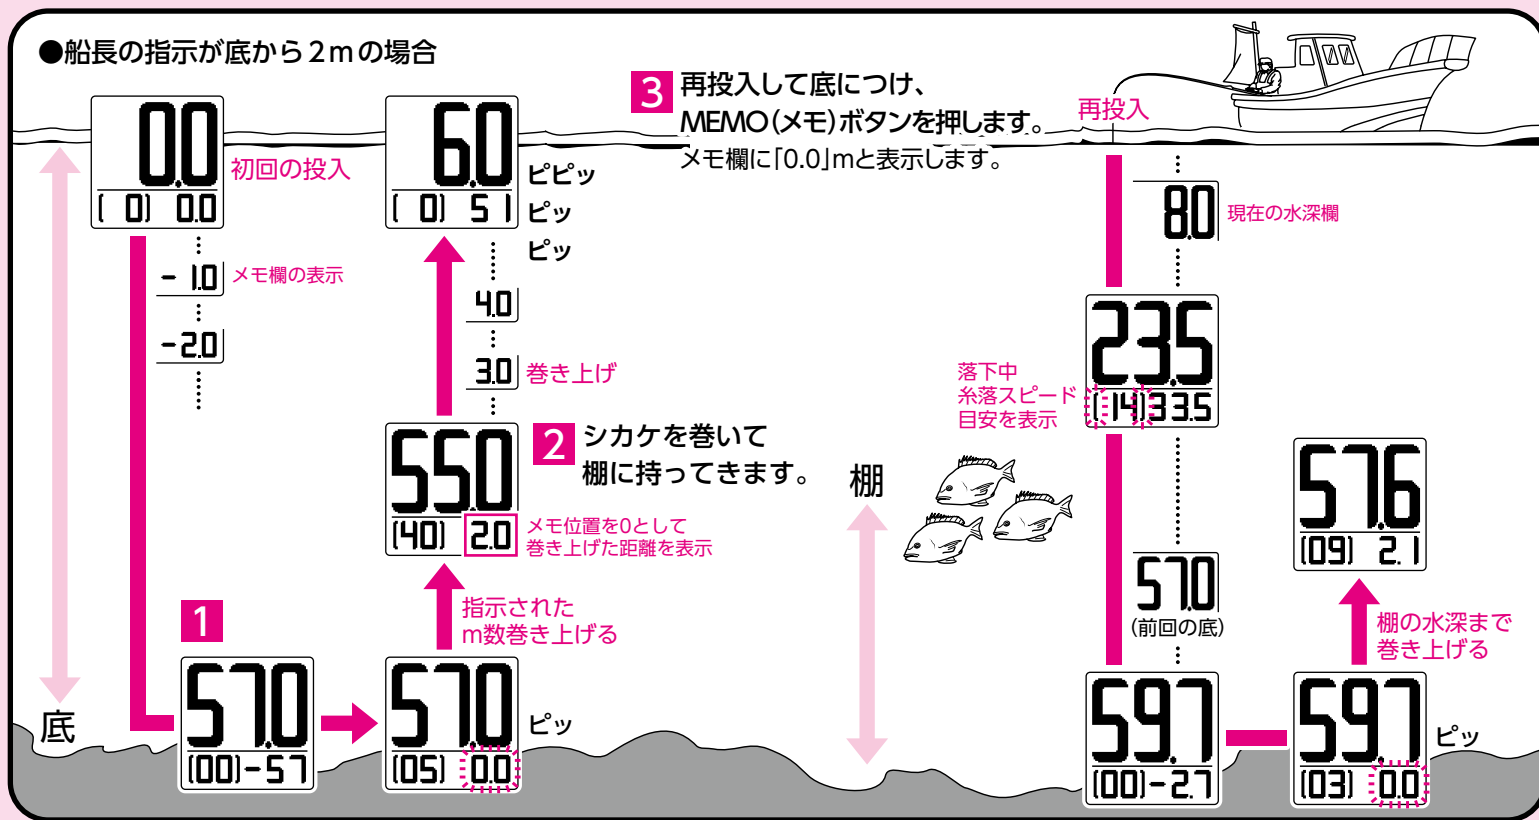 ●船長の指示が底から2mの場合
0.0
( 0) 0.0
初回の投入
- 1.0
メモ欄の表示
-2.0
底
1
57.0
(00)-57
57.0
(05) 0.0
ピッ
指示された
m数巻き上げる
55.0
(40) 2.0
メモ位置を0として
巻き上げた距離を表示
2 シカケを巻いて
棚に持ってきます。
3.0
巻き上げ
4.0
6.0
( 0) 51
ピピッ
ピッ
ピッ
3 再投入して底につけ、
MEMO(メモ)ボタンを押します。
メモ欄に「0.0」mと表示します。
再投入
8.0
現在の水深欄
23.5
(14)33.5
落下中
糸落スピード
目安を表示
棚
57.0
(前回の底)
59.7
(00)-2.7
59.7
(03) 0.0
ピッ
棚の水深まで
巻き上げる
57.6
(09) 2.1